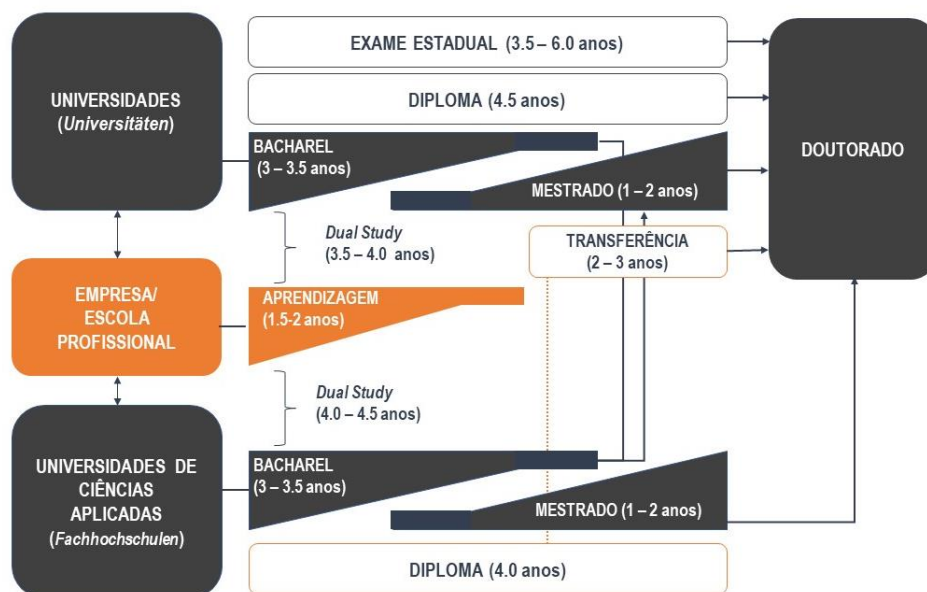 EXAME ESTADUAL (3.5 – 6.0 anos)
UNIVERSIDADES
(Universitäten)
DIPLOMA (4.5 anos)
BACHAREL
(3 – 3.5 anos)
MESTRADO (1 – 2 anos)
DOUTORADO
Dual Study
(3.5 – 4.0 anos)
TRANSFERÊNCIA
(2 – 3 anos)
EMPRESA/
ESCOLA
PROFISSIONAL
APRENDIZAGEM
(1.5-2 anos)
Dual Study
(4.0 – 4.5 anos)
UNIVERSIDADES DE
CIÊNCIAS
APLICADAS
(Fachhochschulen)
BACHAREL
(3 – 3.5 anos)
MESTRADO (1 – 2 anos)
DIPLOMA (4.0 anos)